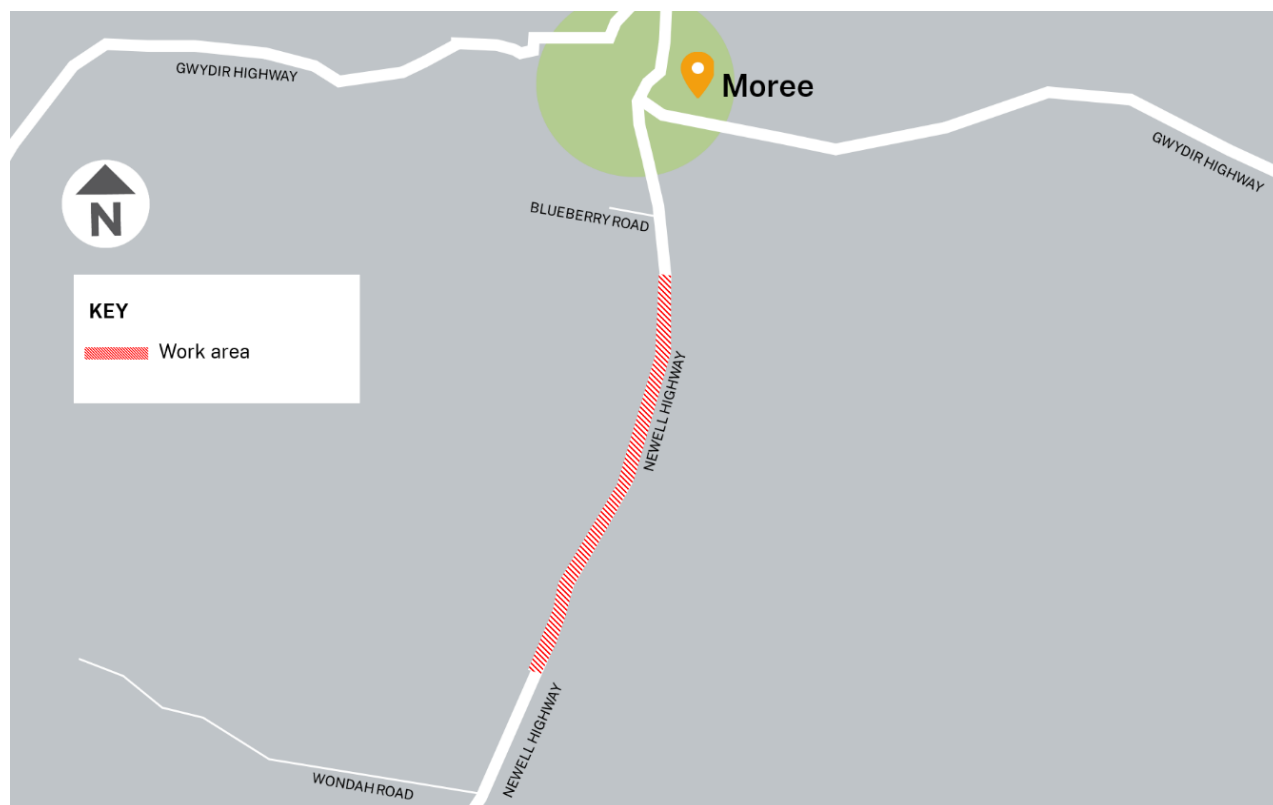 GWYDIR HIGHWAY
Moree
GWYDIR HIGHWAY
N
BLUEBERRY ROAD
KEY
Work area
NEWELL HIGHWAY
NEWELL HIGHWAY
WONDAH ROAD